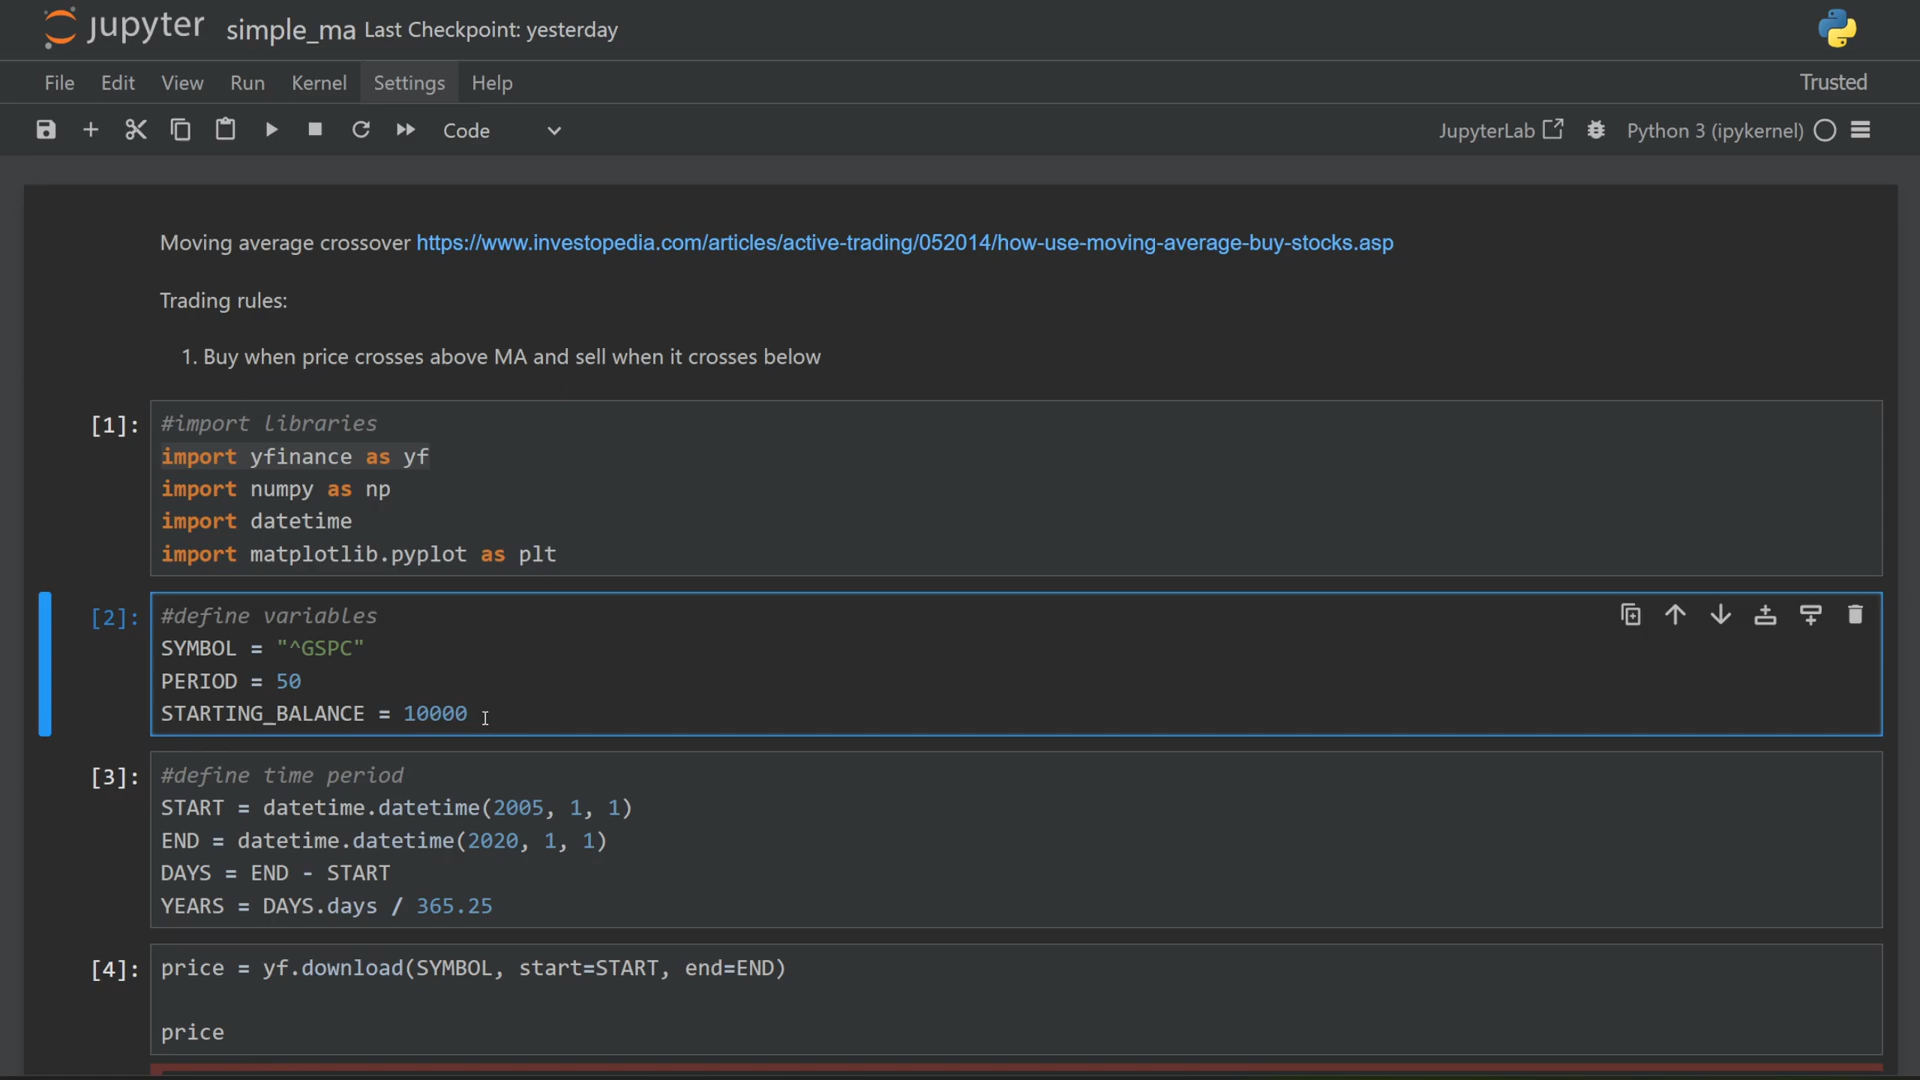 jupyter simple_ma Last Checkpoint: yesterday
File Edit View Run Kernel Settings Help Trusted
Code JupyterLab Python 3 (ipykernel)
Moving average crossover https://www.investopedia.com/articles/active-trading/052014/how-use-moving-average-buy-stocks.asp
Trading rules:
1. Buy when price crosses above MA and sell when it crosses below
[1]: #import libraries
import yfinance as yf
import numpy as np
import datetime
import matplotlib.pyplot as plt
[2]: #define variables
SYMBOL = "^GSPC"
PERIOD = 50
STARTING_BALANCE = 10000
[3]: #define time period
START = datetime.datetime(2005, 1, 1)
END = datetime.datetime(2020, 1, 1)
DAYS = END - START
YEARS = DAYS.days / 365.25
[4]: price = yf.download(SYMBOL, start=START, end=END)
price